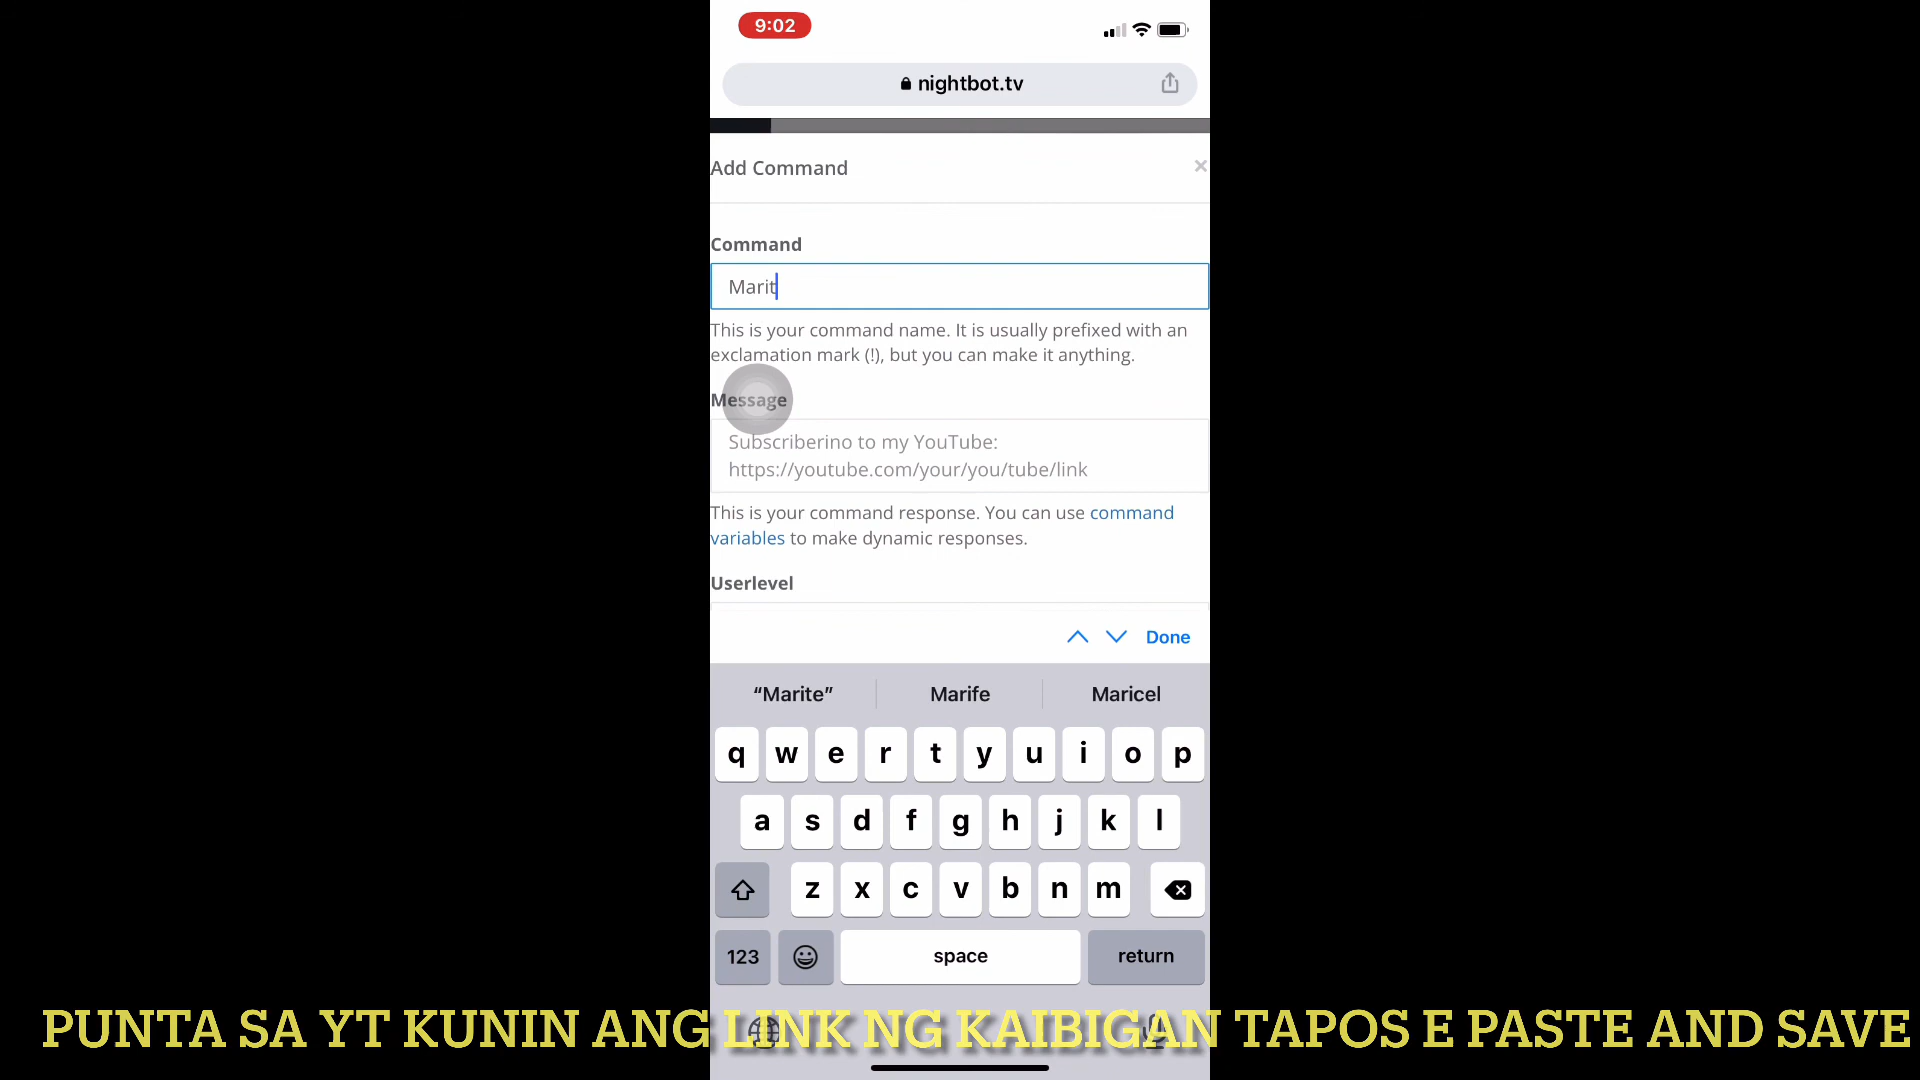 9:02
nightbot.tv
Add Command
×
Command
Marit
This is your command name. It is usually prefixed with an
exclamation mark (!), but you can make it anything.
Message
Subscriberino to my YouTube:
https://youtube.com/your/you/tube/link
This is your command response. You can use command
variables to make dynamic responses.
Userlevel
Done
“Marite” Marife Maricel
q w e r t y u i o p
a s d f g h j k l
z x c v b n m
123 space return
PUNTA SA YT KUNIN ANG LINK NG KAIBIGAN TAPOS E PASTE AND SAVE